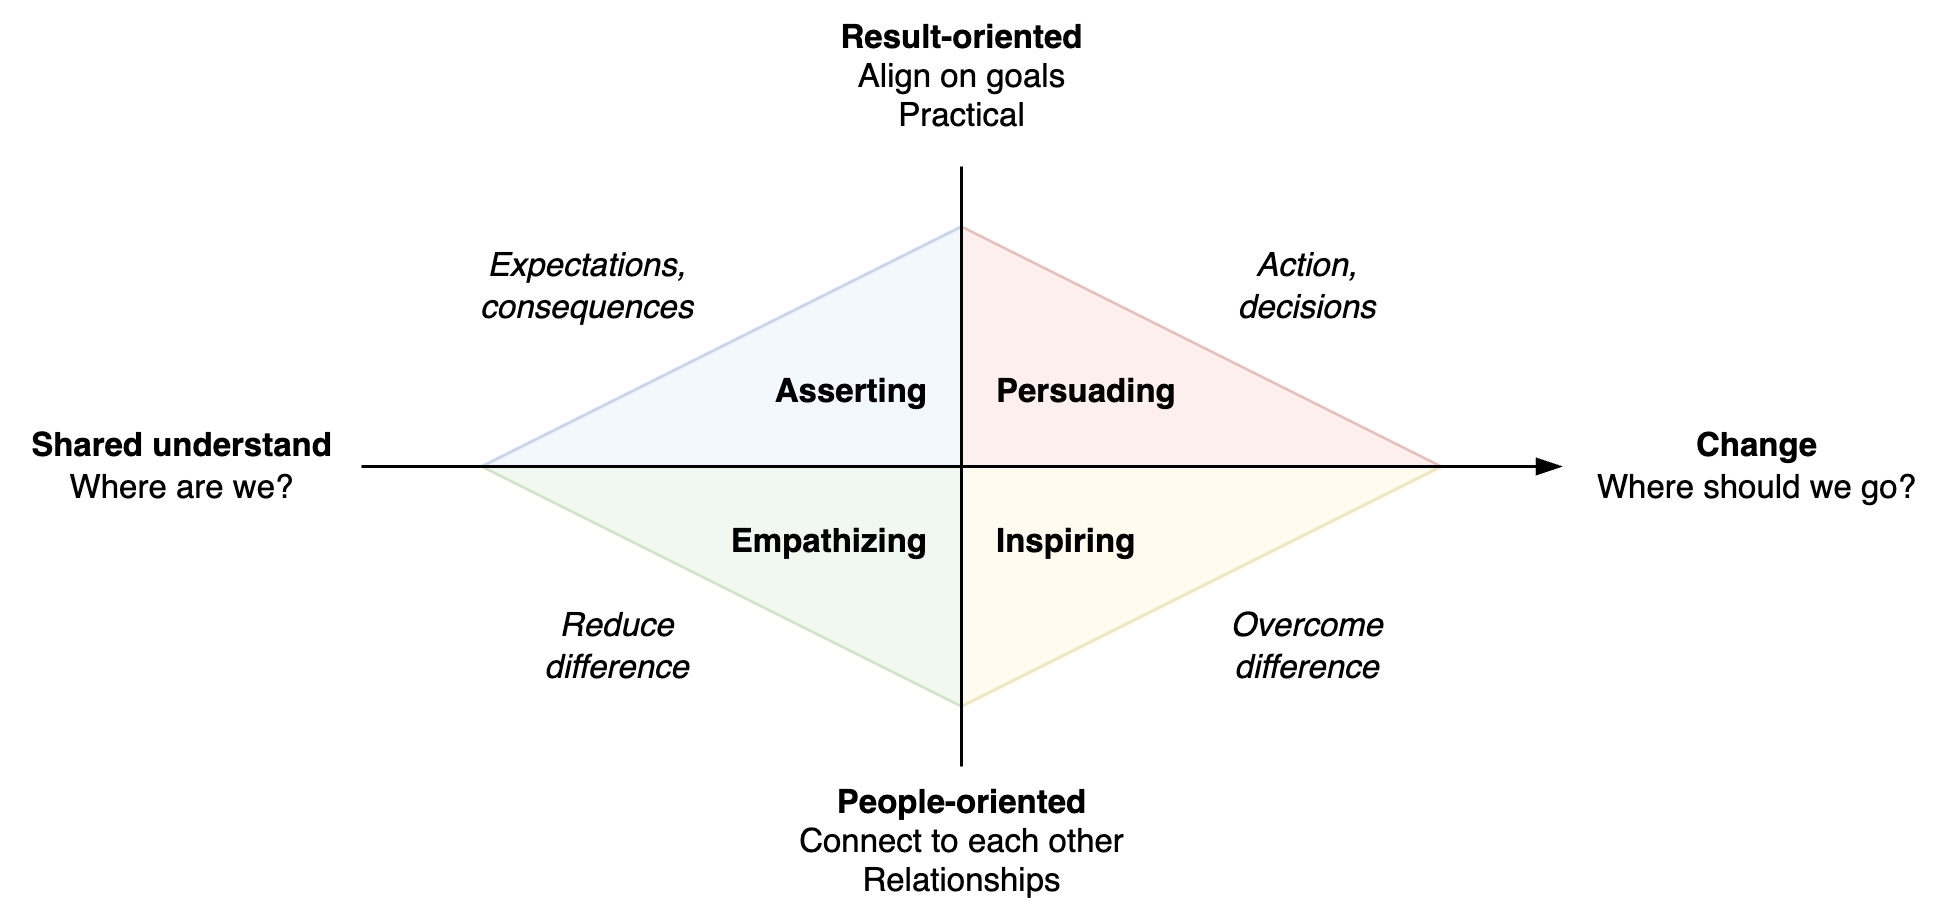 Result-oriented
Align on goals
Practical
Expectations,
consequences
Action,
decisions
Asserting
Persuading
Shared understand
Where are we?
Change
Where should we go?
Empathizing
Inspiring
Reduce
difference
Overcome
difference
People-oriented
Connect to each other
Relationships